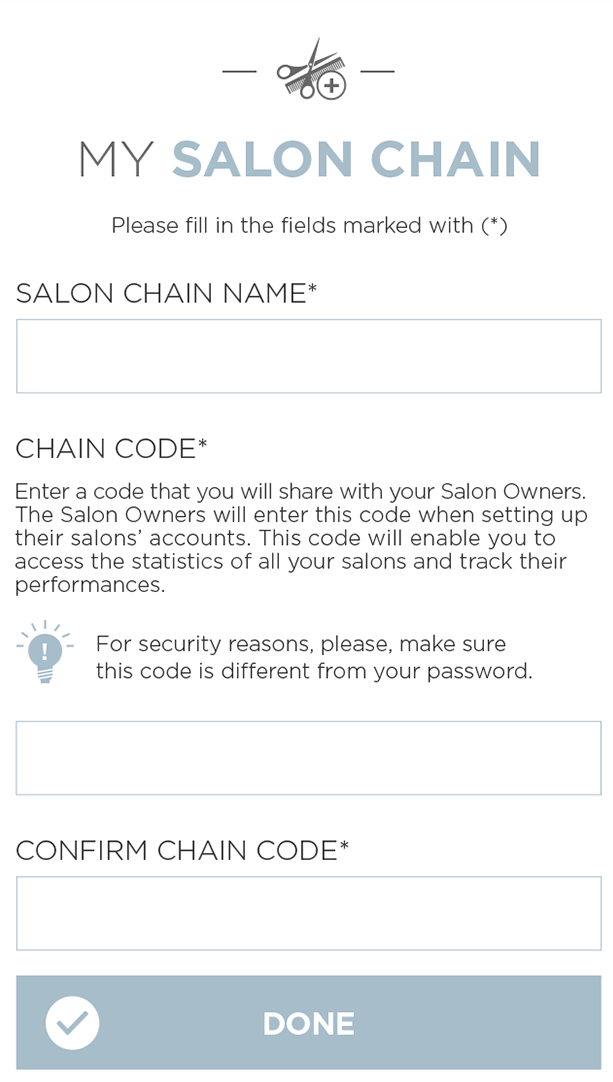 MY SALON CHAIN
Please fill in the fields marked with (*)
SALON CHAIN NAME*
CHAIN CODE*
Enter a code that you will share with your Salon Owners.
The Salon Owners will enter this code when setting up
their salons’ accounts. This code will enable you to
access the statistics of all your salons and track their
performances.
!
For security reasons, please, make sure
this code is different from your password.
CONFIRM CHAIN CODE*
DONE